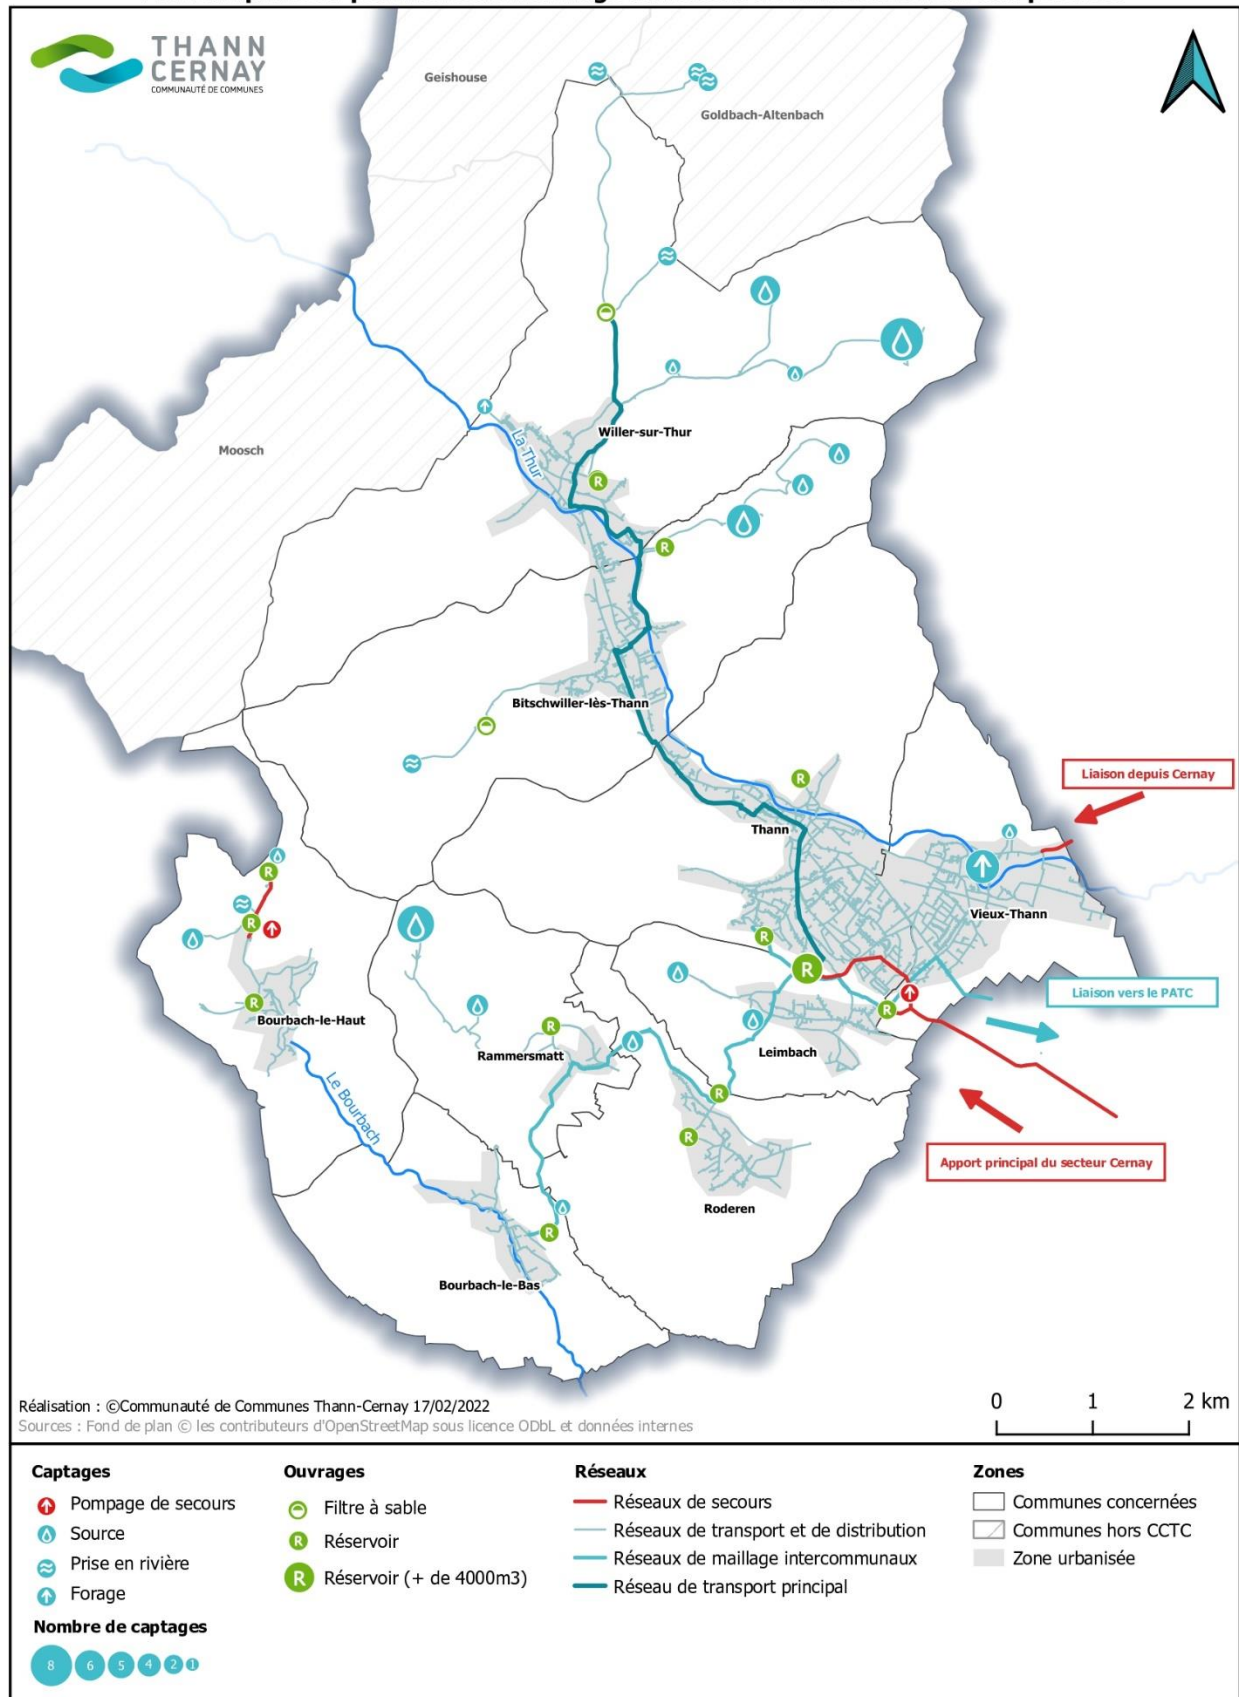 THANN
CERNAY
COMMUNAUTÉ DE COMMUNES
Geishouse
Goldbach-Altenbach
Moosch
Willer-sur-Thur
La Thur
R
R
Bitschwiller-lès-Thann
Liaison depuis Cernay
R
Thann
R
Vieux-Thann
R
R
R
Liaison vers le PATC
R
Bourbach-le-Haut
R
R
Rammersmatt
Leimbach
R
Le Bourbach
R
Apport principal du secteur Cernay
Roderen
R
Bourbach-le-Bas
Réalisation : ©Communauté de Communes Thann-Cernay 17/02/2022
Sources : Fond de plan © les contributeurs d'OpenStreetMap sous licence ODbL et données internes
0 1 2 km
Captages
Pompage de secours
Source
Prise en rivière
Forage
Nombre de captages
8 6 5 4 2 1
Ouvrages
Filtre à sable
R Réservoir
R Réservoir (+ de 4000m3)
Réseaux
Réseaux de secours
Réseaux de transport et de distribution
Réseaux de maillage intercommunaux
Réseau de transport principal
Zones
Communes concernées
Communes hors CCTC
Zone urbanisée